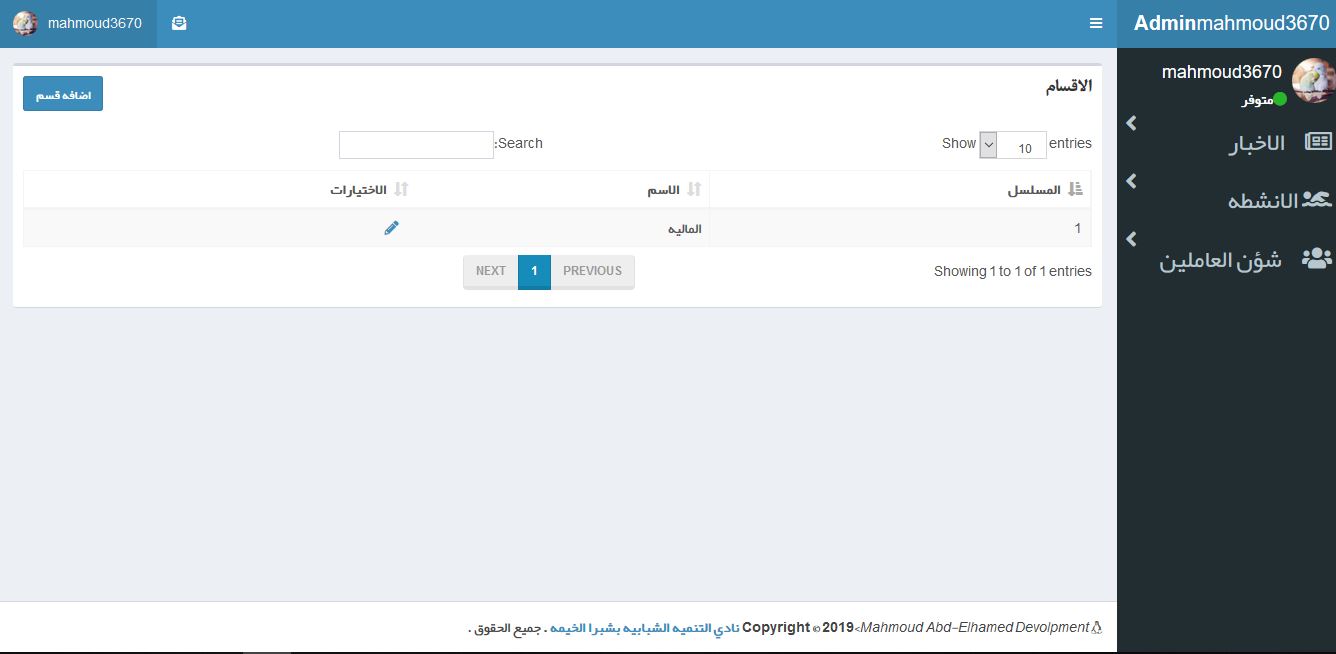 Adminmahmoud3670
mahmoud3670
mahmoud3670
متوفر
الاخبار
الانشطه
شؤن العاملين
الاقسام
اضافه قسم
Show 10 entries
Search:
المسلسل الاسم الاختيارات
1 الماليه
Showing 1 to 1 of 1 entries
PREVIOUS 1 NEXT
Mahmoud Abd-Elhamed Devolpment> Copyright © 2019 نادي التنميه الشبابيه بشبرا الخيمه . جميع الحقوق .